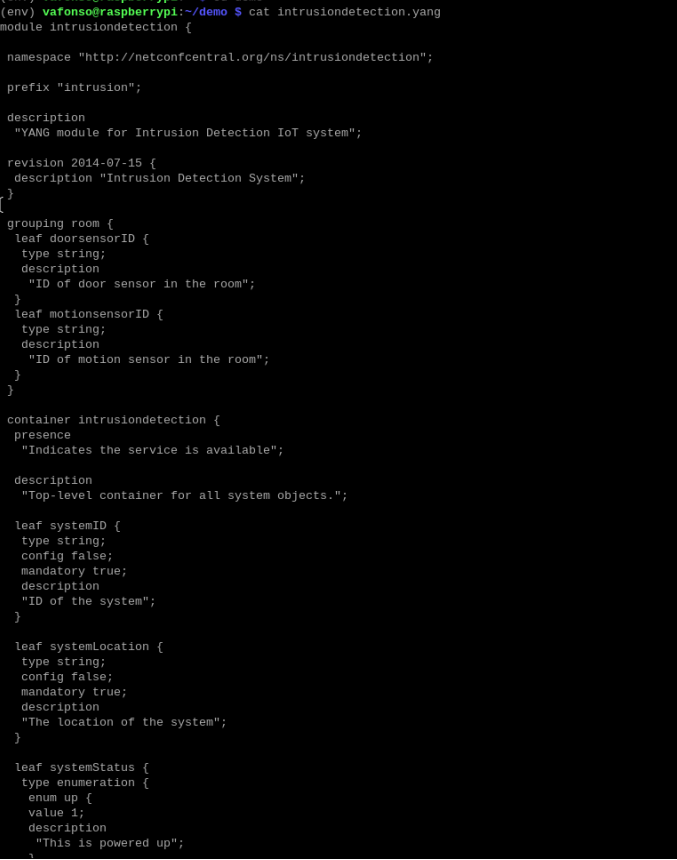 (env) vafonso@raspberrypi:~/demo $ cat intrusiondetection.yang
module intrusiondetection {
namespace "http://netconfcentral.org/ns/intrusiondetection";
prefix "intrusion";
description
"YANG module for Intrusion Detection IoT system";
revision 2014-07-15 {
description "Intrusion Detection System";
}
grouping room {
leaf doorsensorID {
type string;
description
"ID of door sensor in the room";
}
leaf motionsensorID {
type string;
description
"ID of motion sensor in the room";
}
}
container intrusiondetection {
presence
"Indicates the service is available";
description
"Top-level container for all system objects.";
leaf systemID {
type string;
config false;
mandatory true;
description
"ID of the system";
}
leaf systemLocation {
type string;
config false;
mandatory true;
description
"The location of the system";
}
leaf systemStatus {
type enumeration {
enum up {
value 1;
description
"This is powered up";
}